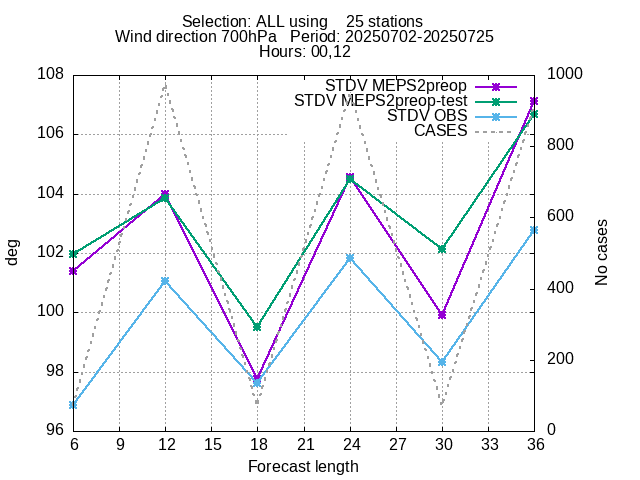 Selection: ALL using    25 stations
Wind direction 700hPa   Period: 20250702-20250725
Hours: 00,12
STDV MEPS2preop
STDV MEPS2preop-test
STDV OBS
CASES
108
106
104
102
100
98
96
deg
1000
800
600
400
200
0
No cases
6 9 12 15 18 21 24 27 30 33 36
Forecast length